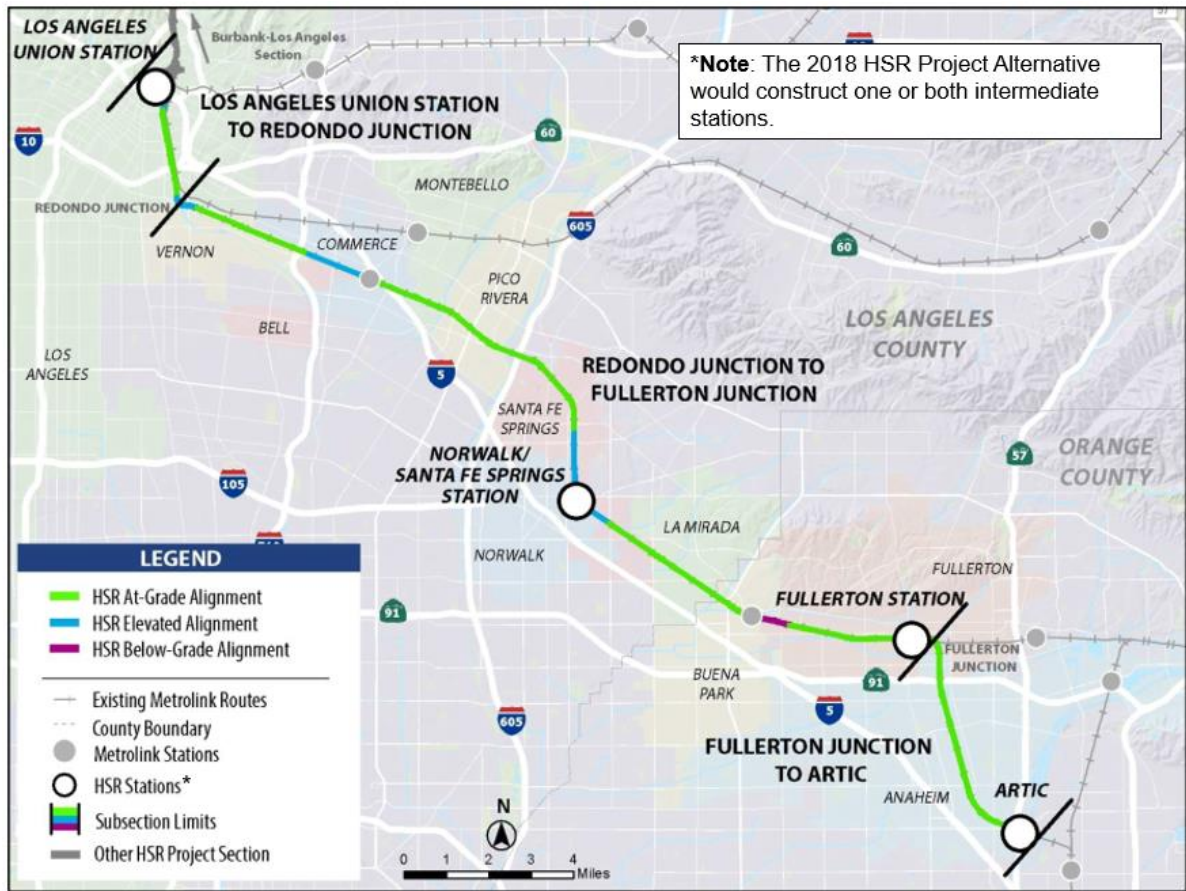 LOS ANGELES
UNION STATION
Burbank-Los Angeles
Section
57
*Note: The 2018 HSR Project Alternative
would construct one or both intermediate
stations.
LOS ANGELES UNION STATION
TO REDONDO JUNCTION
10
60
MONTEBELLO
REDONDO JUNCTION
605
60
VERNON
COMMERCE
PICO
RIVERA
LOS ANGELES
COUNTY
BELL
LOS
ANGELES
5
REDONDO JUNCTION TO
FULLERTON JUNCTION
SANTA FE
SPRINGS
ORANGE
COUNTY
57
NORWALK/
SANTA FE SPRINGS
STATION
105
LA MIRADA
NORWALK
FULLERTON
LEGEND
HSR At-Grade Alignment
HSR Elevated Alignment
HSR Below-Grade Alignment
Existing Metrolink Routes
County Boundary
Metrolink Stations
HSR Stations*
Subsection Limits
Other HSR Project Section
91
FULLERTON STATION
FULLERTON
JUNCTION
BUENA
PARK
91
605
5
FULLERTON JUNCTION
TO ARTIC
ANAHEIM
ARTIC
N
0 1 2 3 4
Miles